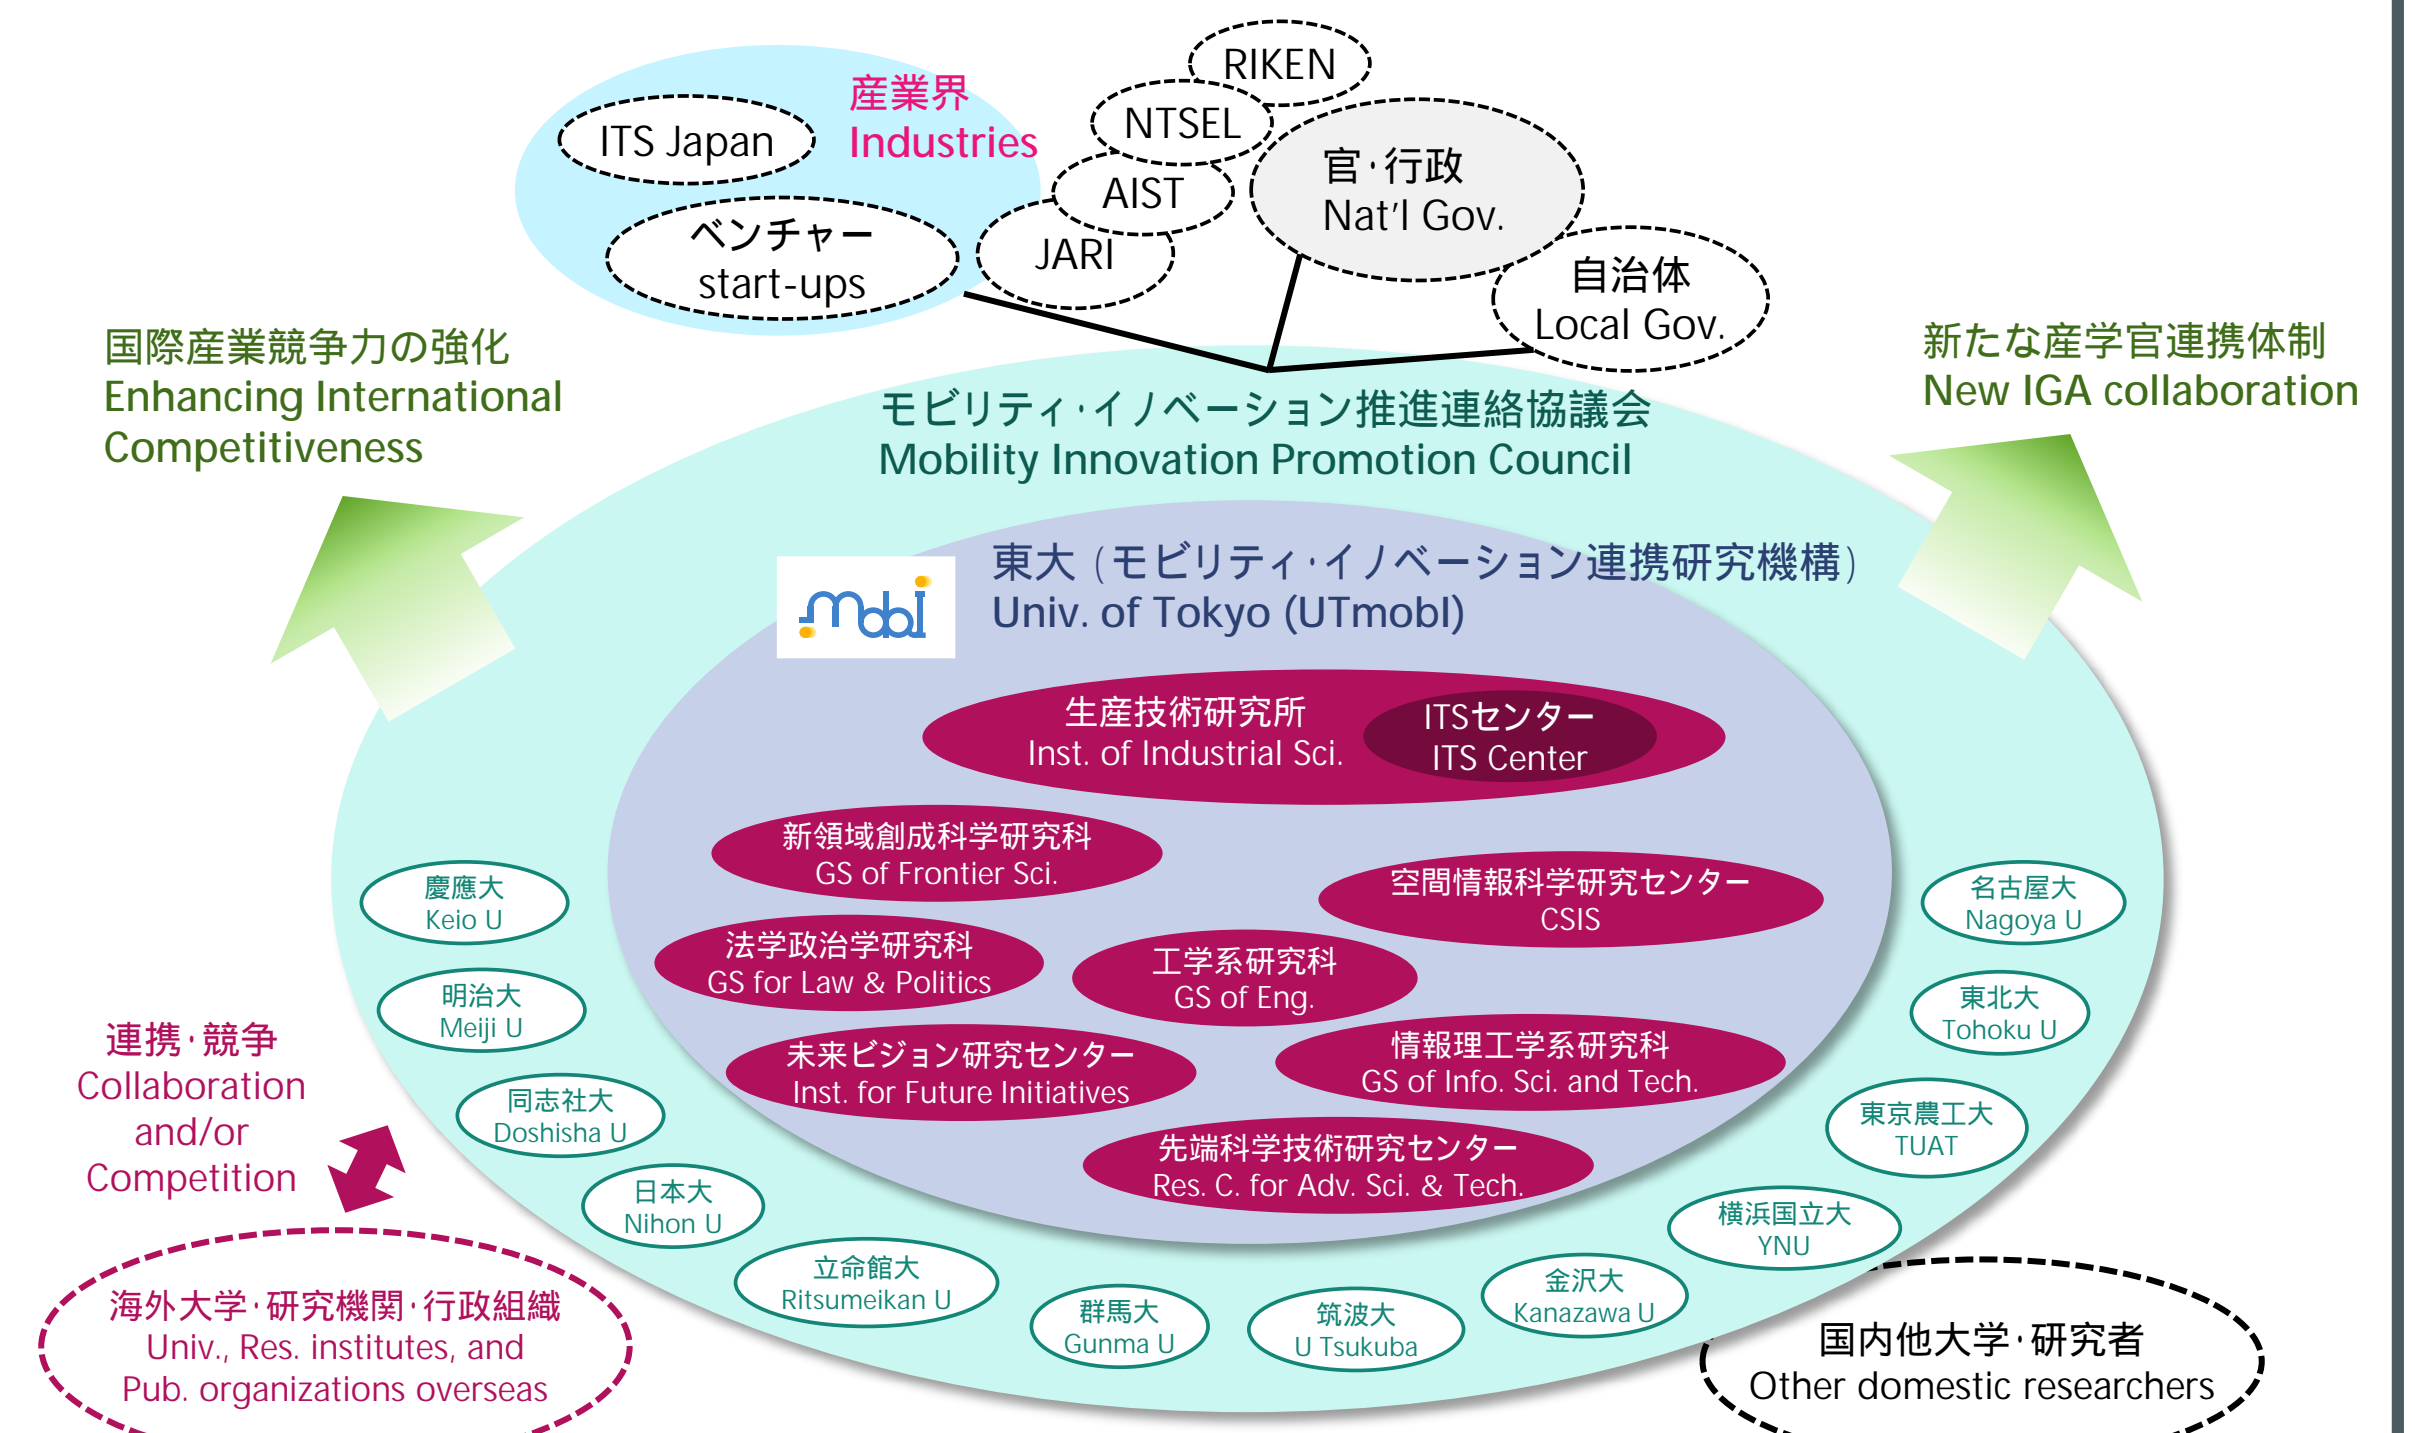 RIKEN
NTSEL
AIST
JARI
産業界
Industries
ITS Japan
ベンチャー
start-ups
官・行政
Nat'l Gov.
自治体
Local Gov.
国際産業競争力の強化
Enhancing International
Competitiveness
新たな産学官連携体制
New IGA collaboration
モビリティ・イノベーション推進連絡協議会
Mobility Innovation Promotion Council
mobI
東大（モビリティ・イノベーション連携研究機構）
Univ. of Tokyo (UTmobI)
生産技術研究所
Inst. of Industrial Sci.
ITSセンター
ITS Center
新領域創成科学研究科
GS of Frontier Sci.
空間情報科学研究センター
CSIS
法学政治学研究科
GS for Law & Politics
工学系研究科
GS of Eng.
未来ビジョン研究センター
Inst. for Future Initiatives
情報理工学系研究科
GS of Info. Sci. and Tech.
先端科学技術研究センター
Res. C. for Adv. Sci. & Tech.
慶應大
Keio U
明治大
Meiji U
同志社大
Doshisha U
日本大
Nihon U
立命館大
Ritsumeikan U
群馬大
Gunma U
筑波大
U Tsukuba
金沢大
Kanazawa U
横浜国立大
YNU
東京農工大
TUAT
東北大
Tohoku U
名古屋大
Nagoya U
連携・競争
Collaboration
and/or
Competition
海外大学・研究機関・行政組織
Univ., Res. institutes, and
Pub. organizations overseas
国内他大学・研究者
Other domestic researchers